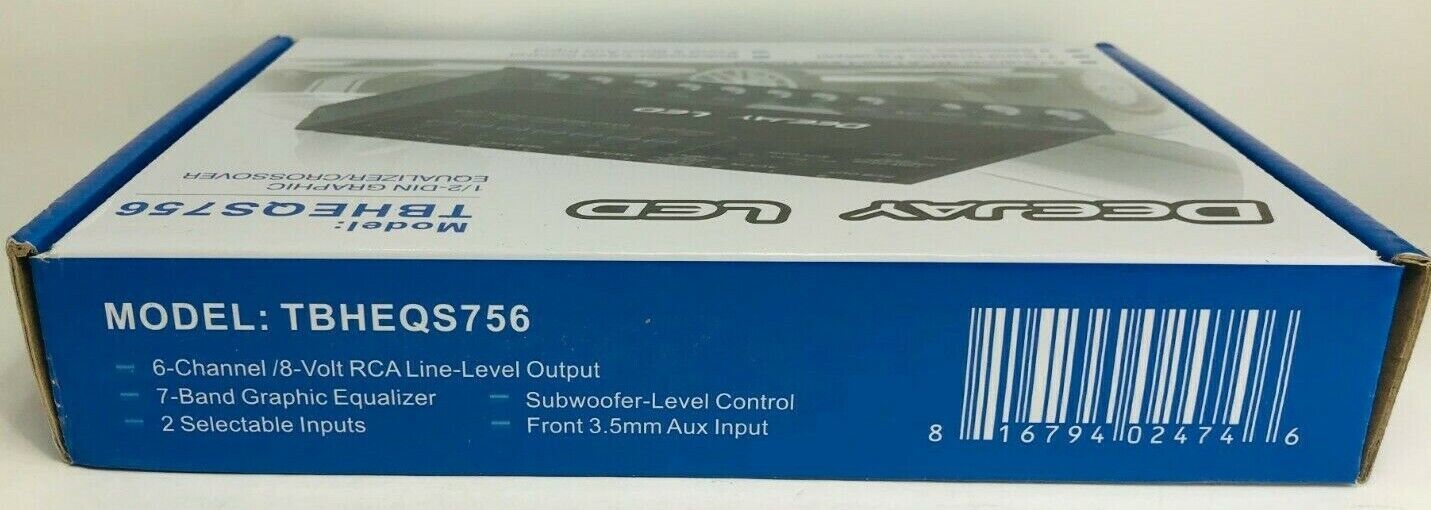 DEEJAY LED
Model:
TBHEQS756
1/2-DIN GRAPHIC
EQUALIZER/CROSSOVER
DEEJAY LED
MODEL: TBHEQS756
6-Channel /8-Volt RCA Line-Level Output
7-Band Graphic Equalizer
Subwoofer-Level Control
2 Selectable Inputs
Front 3.5mm Aux Input
8 16794 02474 6